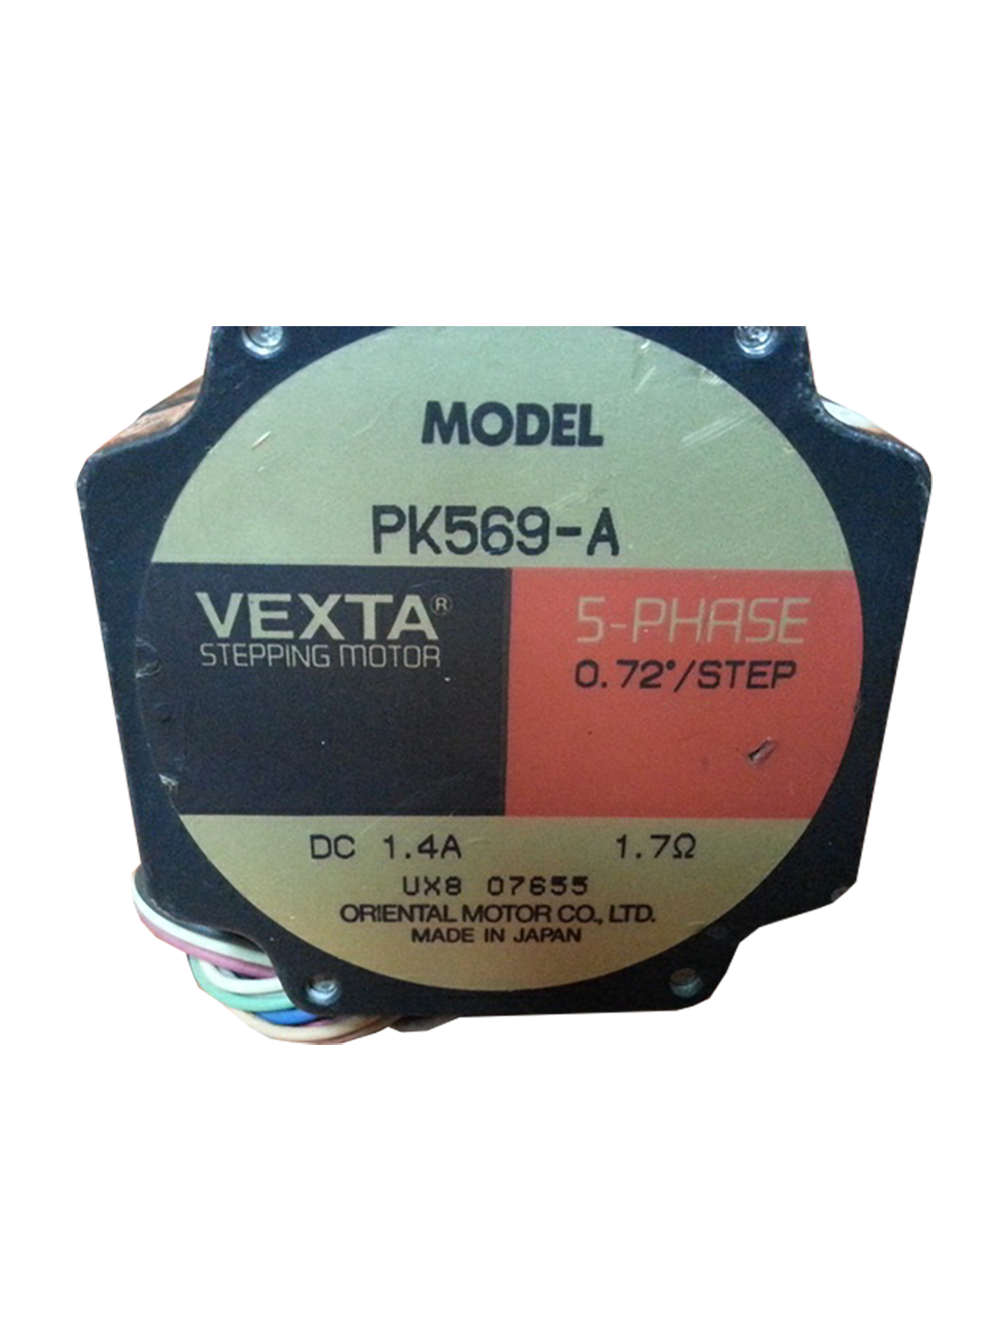 MODEL
PK569-A
VEXTA®
STEPPING MOTOR
5-PHASE
0.72°/STEP
DC 1.4A 1.7Ω
UX8 07655
ORIENTAL MOTOR CO., LTD.
MADE IN JAPAN